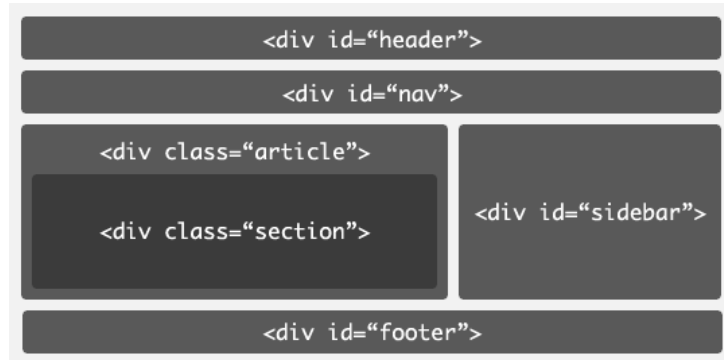 <div id=“header”>
<div id=“nav”>
<div class=“article”>
<div class=“section”>
<div id=“sidebar”>
<div id=“footer”>